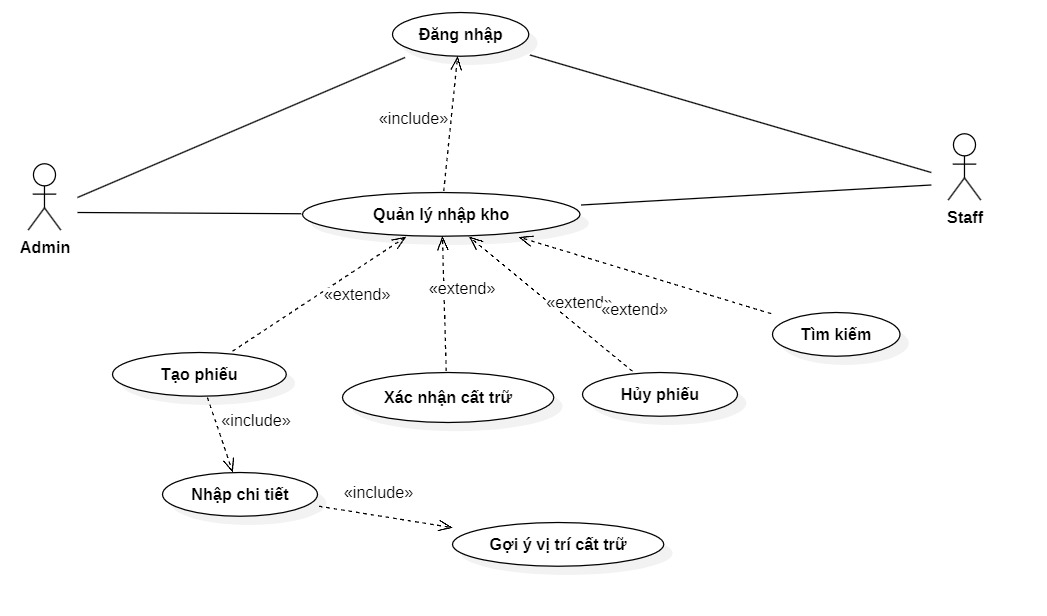 Đăng nhập
«include»
Quản lý nhập kho
Admin
Staff
«extend»
«extend»
«extend»
«extend»
Tìm kiếm
Tạo phiếu
Xác nhận cất trữ
Hủy phiếu
«include»
Nhập chi tiết
«include»
Gợi ý vị trí cất trữ